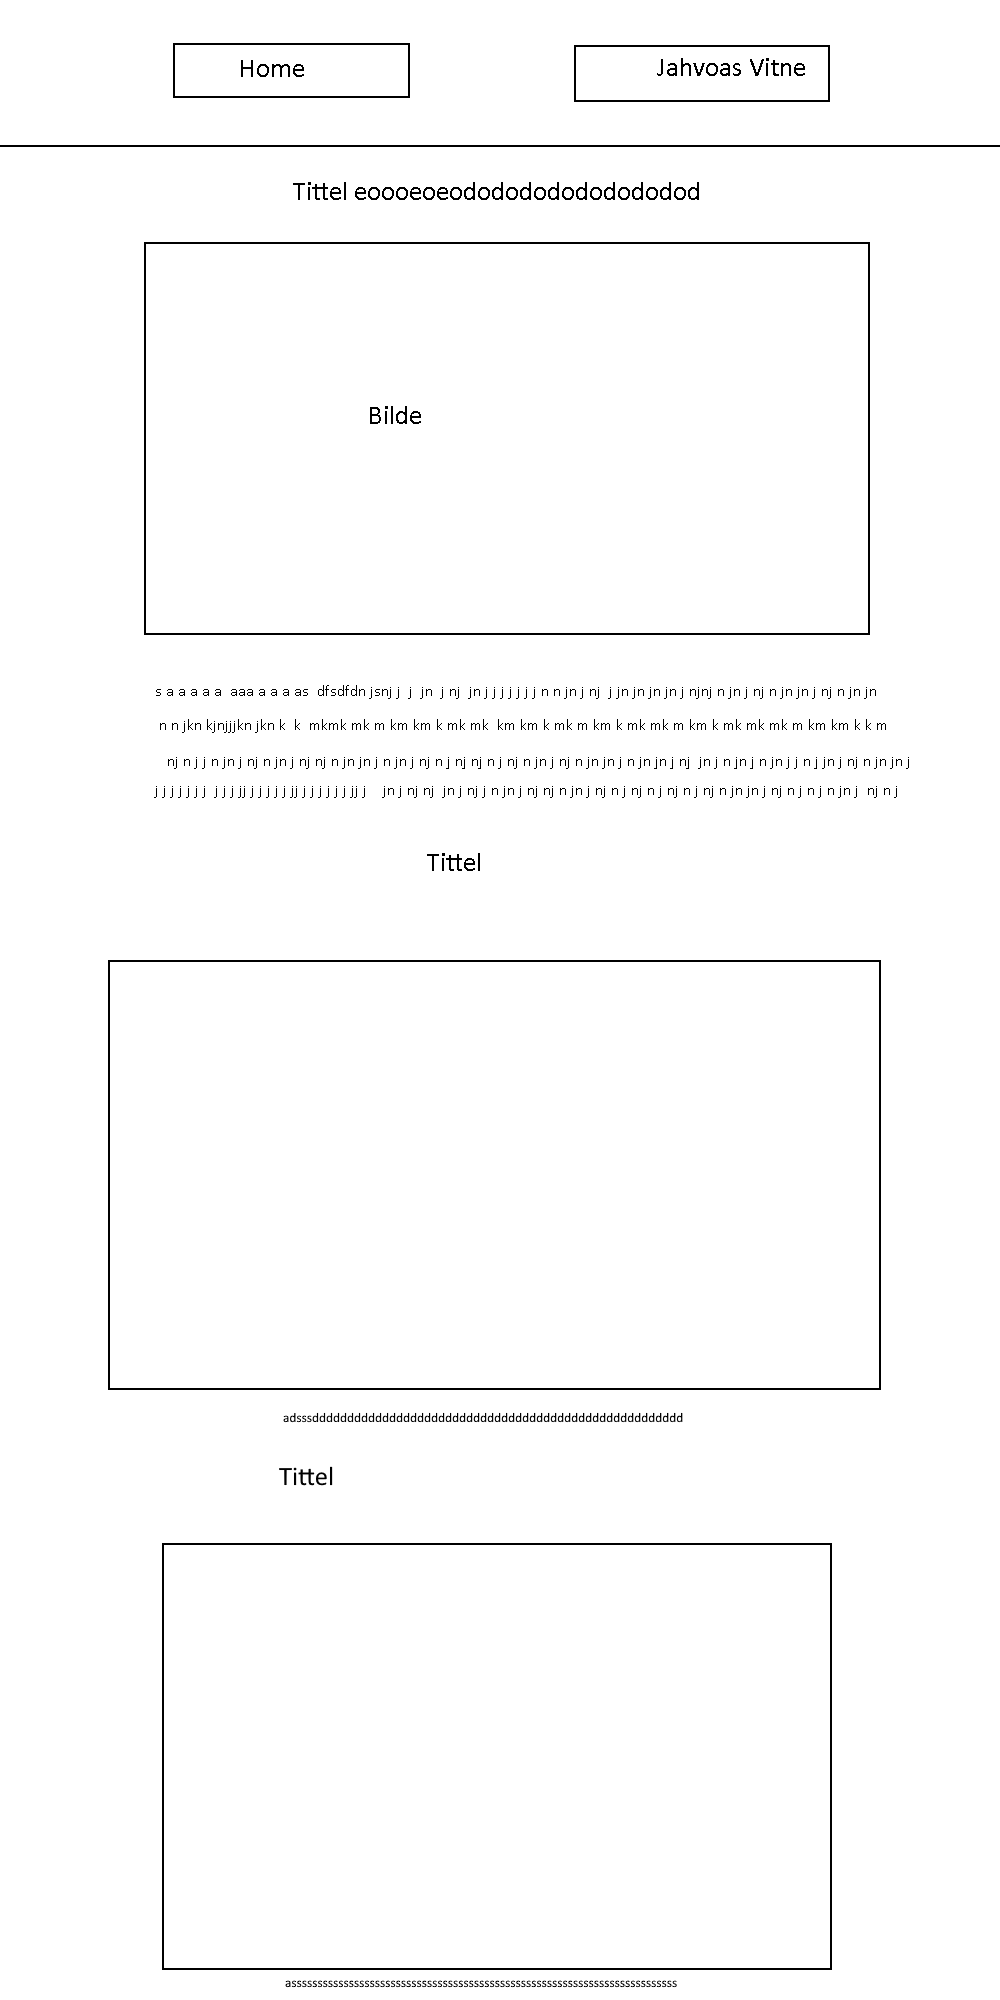 Home
Jahvoas Vitne
Tittel eoooeoeododododododododod
Bilde
s a a a a a aaa a a a as dfsdfdn jsnj j j jn j nj jn j j j j j j j n n jn j nj j jn jn jn jn j njnj n jn j nj n jn jn j nj n jn jn
n n jkn kjnjjjkn jkn k k mkmk mk m km km k mk mk km km k mk m km k mk mk m km k mk mk mk m km km k k m
nj n j j n jn j nj n jn j nj nj n jn jn j n jn j nj n j nj nj n j nj n jn j nj n jn jn j n jn jn j nj jn j n jn j n jn j j n j jn j nj n jn jn j
j j j j j j j j j j jj j j j j j j jj j j j j j j jj j jn j nj nj jn j nj j n jn j nj nj n jn j nj n j nj n j nj n j nj n jn jn j nj n j n j n jn j nj n j
Tittel
adsssddddddddddddddddddddddddddddddddddddddddddddddddddddd
Tittel
asssssssssssssssssssssssssssssssssssssssssssssssssssssssssssssssssssssssssss